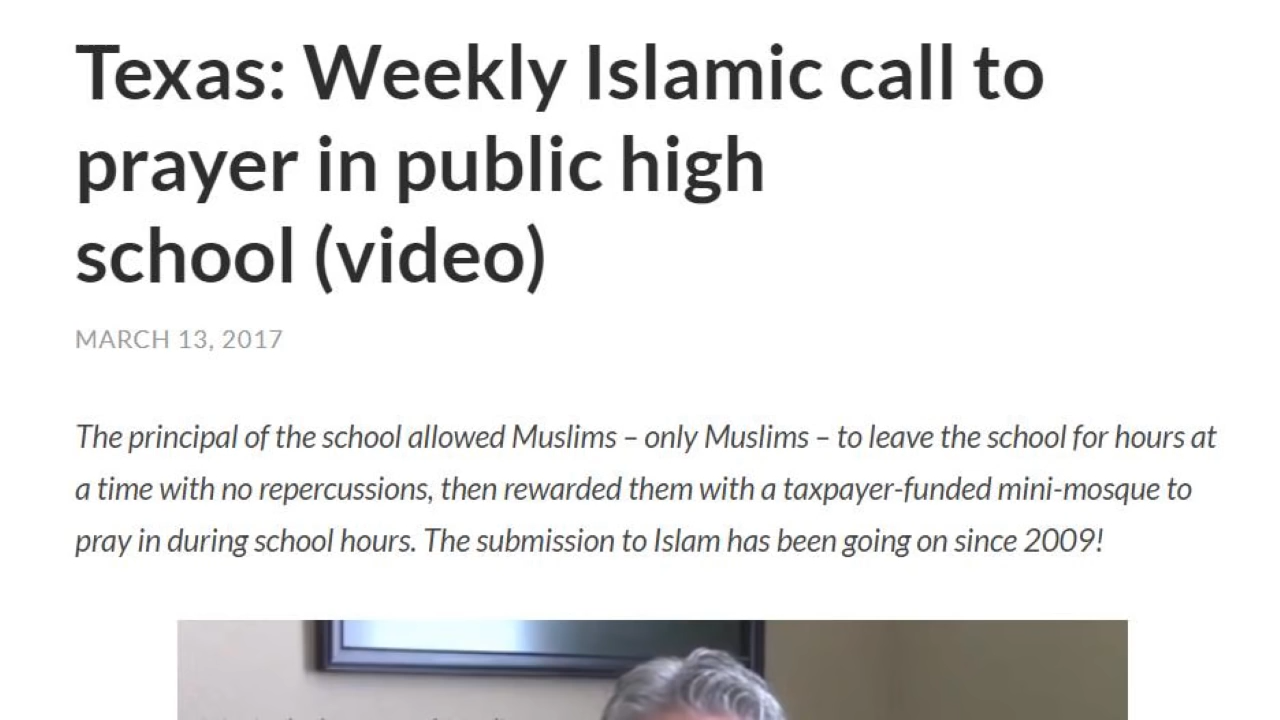 Texas: Weekly Islamic call to
prayer in public high
school (video)
MARCH 13, 2017
The principal of the school allowed Muslims – only Muslims – to leave the school for hours at
a time with no repercussions, then rewarded them with a taxpayer-funded mini-mosque to
pray in during school hours. The submission to Islam has been going on since 2009!